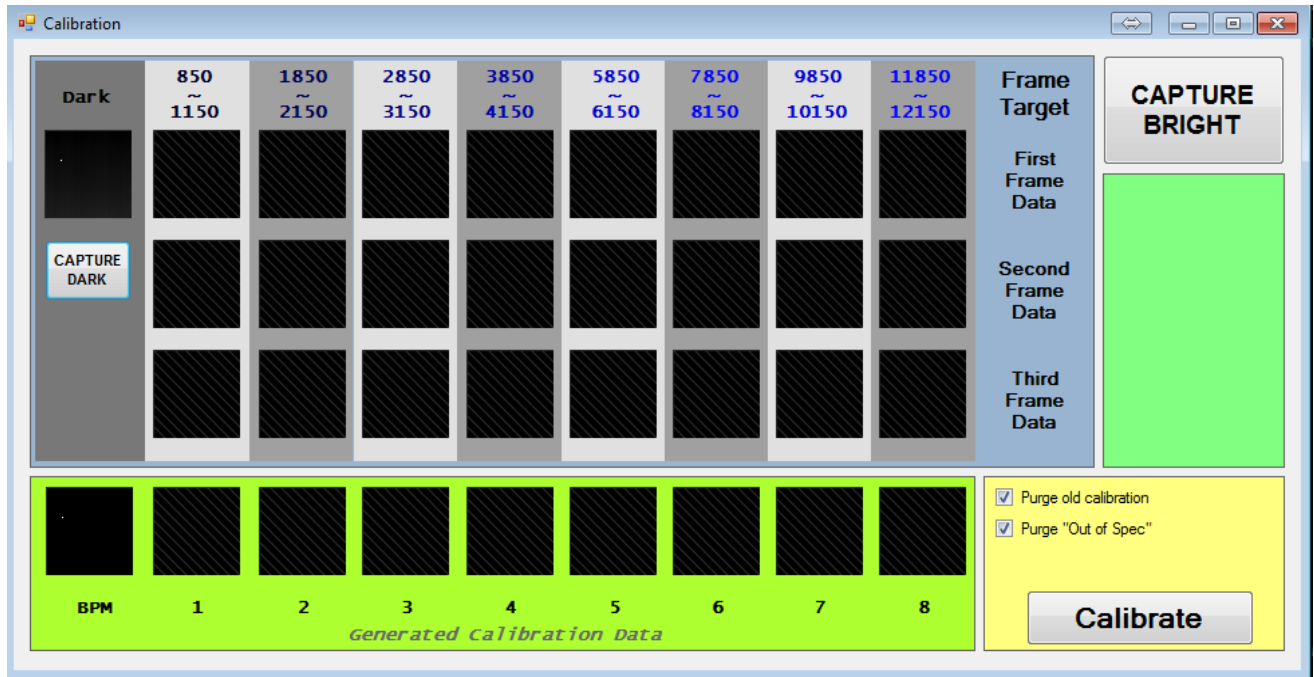 Calibration
Dark
850
~
1150
1850
~
2150
2850
~
3150
3850
~
4150
5850
~
6150
7850
~
8150
9850
~
10150
11850
~
12150
Frame
Target
CAPTURE
BRIGHT
First
Frame
Data
CAPTURE
DARK
Second
Frame
Data
Third
Frame
Data
Purge old calibration
Purge "Out of Spec"
BPM 1 2 3 4 5 6 7 8
Generated Calibration Data
Calibrate